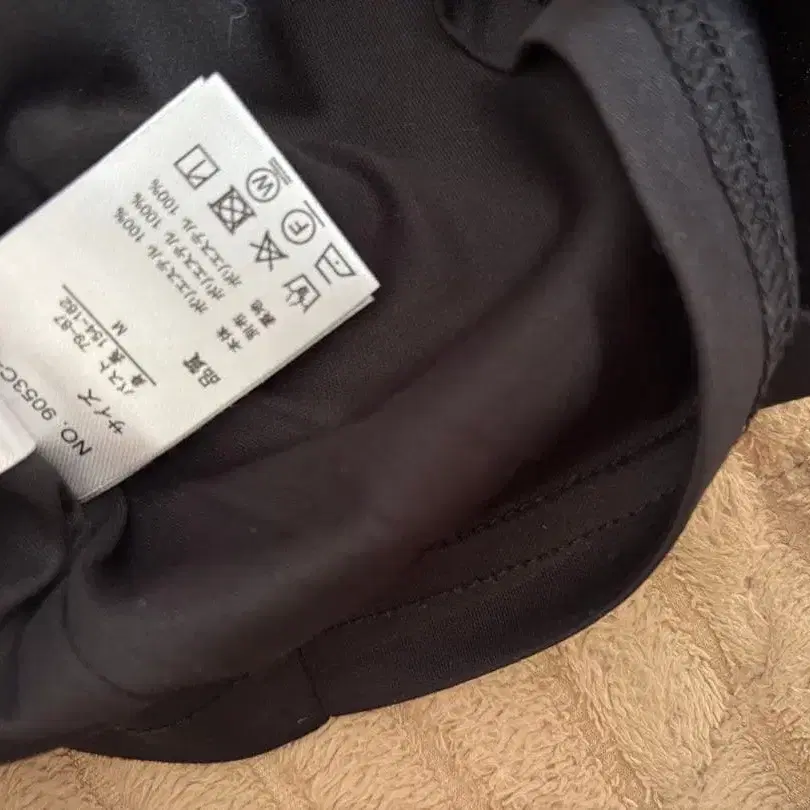 NO. 9053C
サイズ
バスト 79-87
身長 154-162
M
品質
本体 ポリエステル 100%
別布 ポリエステル 100%
裏地 ポリエステル 100%
F
W